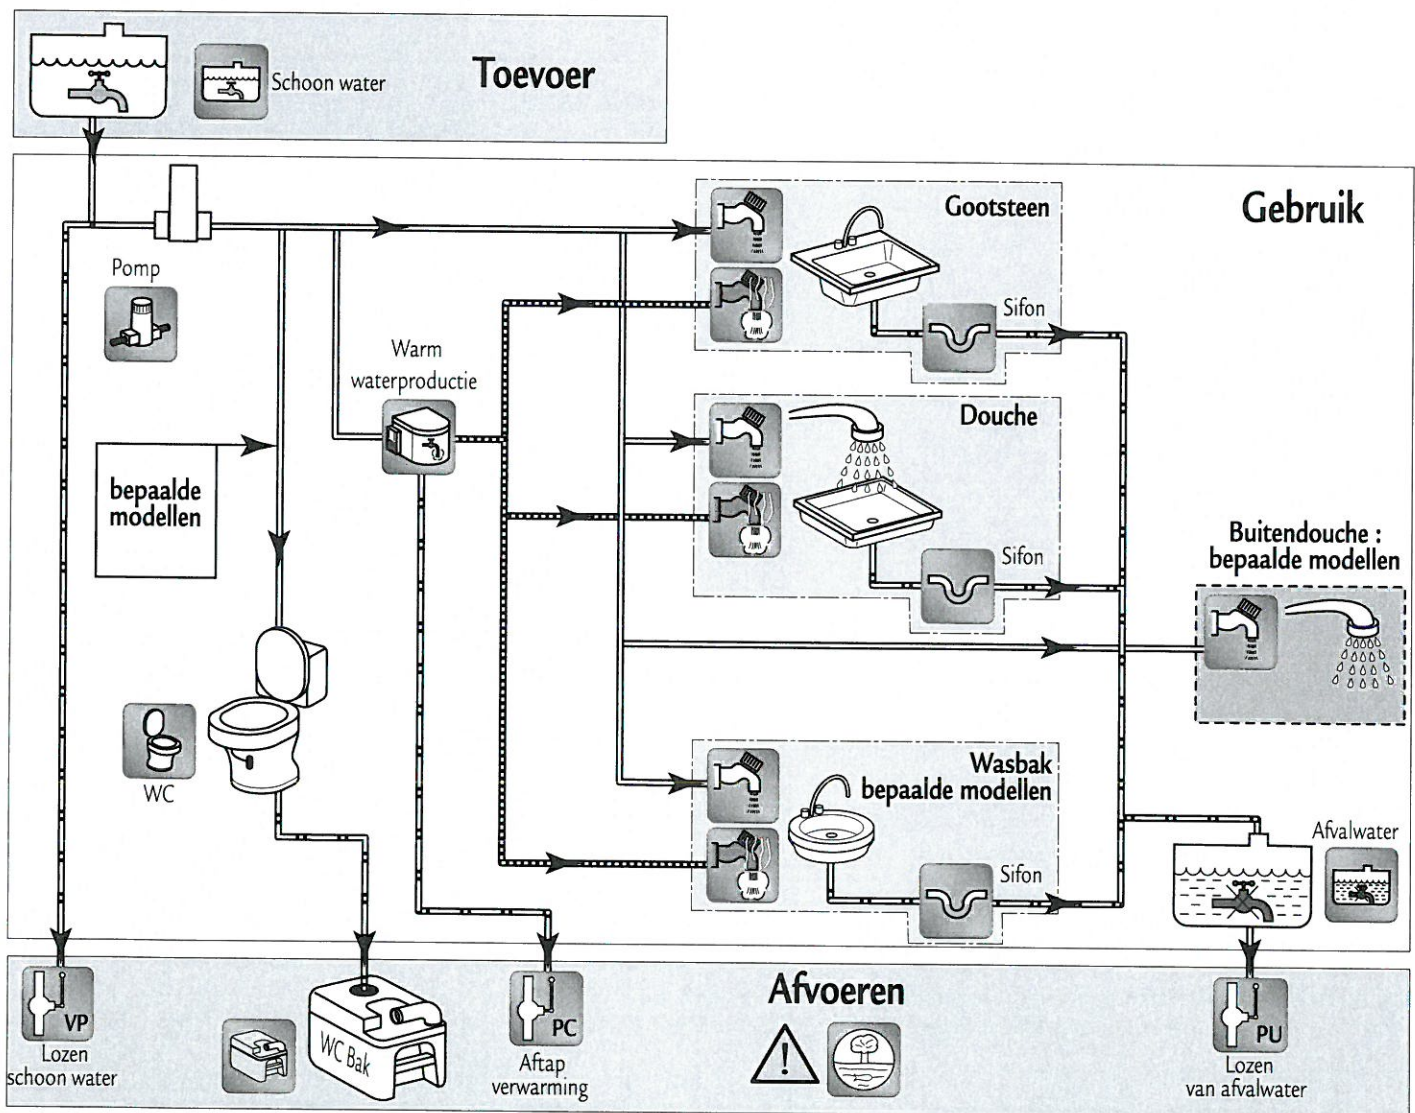 Schoon water
Toevoer
Gebruik
Pomp
Gootsteen
Sifon
Warm
waterproductie
Douche
Sifon
bepaalde
modellen
Buitendouche :
bepaalde modellen
WC
Wasbak
bepaalde modellen
Sifon
Afvalwater
VP
Lozen
schoon water
WC Bak
PC
Aftap
verwarming
Afvoeren
!
PU
Lozen
van afvalwater